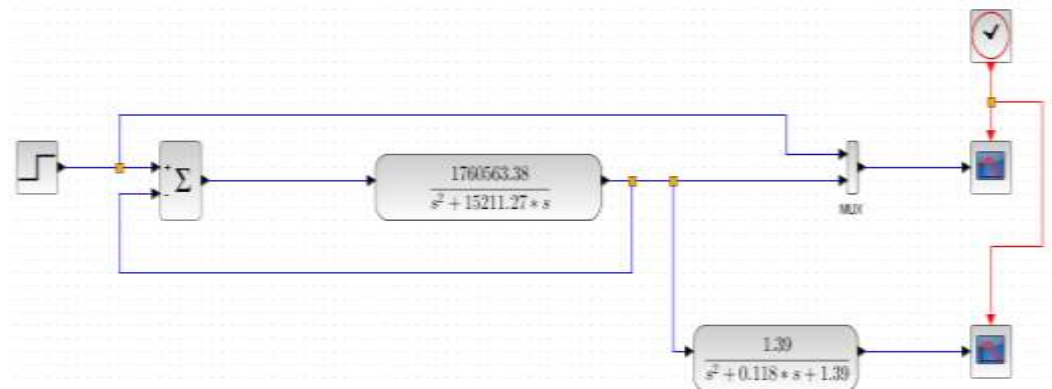 +
-
Σ
1760563.38
s² + 15211.27 * s
MUX
1.39
s² + 0.118 * s + 1.39